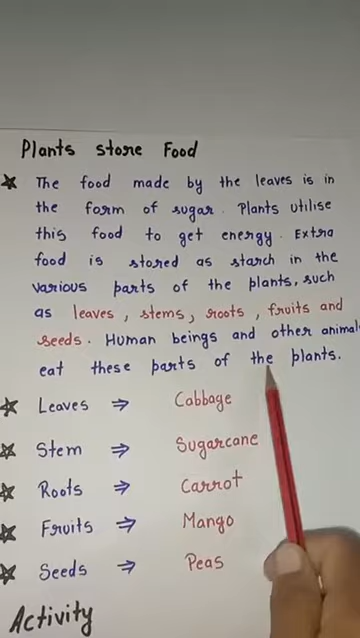 Plants store Food
☆ The food made by the leaves is in
the form of sugar. Plants utilise
this food to get energy. Extra
food is stored as starch in the
various parts of the plants, such
as leaves, stems, roots, fruits and
seeds. Human beings and other animal
eat these parts of the plants.
☆ Leaves ⇒ Cabbage
☆ Stem ⇒ Sugarcane
☆ Roots ⇒ Carrot
☆ Fruits ⇒ Mango
☆ Seeds ⇒ Peas
Activity